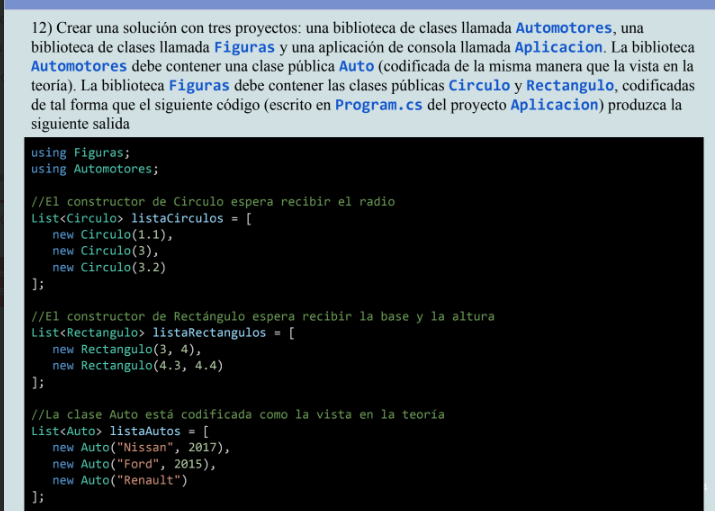 12) Crear una solución con tres proyectos: una biblioteca de clases llamada Automotores, una
biblioteca de clases llamada Figuras y una aplicación de consola llamada Aplicacion. La biblioteca
Automotores debe contener una clase pública Auto (codificada de la misma manera que la vista en la
teoría). La biblioteca Figuras debe contener las clases públicas Circulo y Rectangulo, codificadas
de tal forma que el siguiente código (escrito en Program.cs del proyecto Aplicacion) produzca la
siguiente salida
using Figuras;
using Automotores;
//El constructor de Circulo espera recibir el radio
List<Circulo> listaCirculos = [
new Circulo(1.1),
new Circulo(3),
new Circulo(3.2)
];
//El constructor de Rectángulo espera recibir la base y la altura
List<Rectangulo> listaRectangulos = [
new Rectangulo(3, 4),
new Rectangulo(4.3, 4.4)
];
//La clase Auto está codificada como la vista en la teoría
List<Auto> listaAutos = [
new Auto("Nissan", 2017),
new Auto("Ford", 2015),
new Auto("Renault")
];